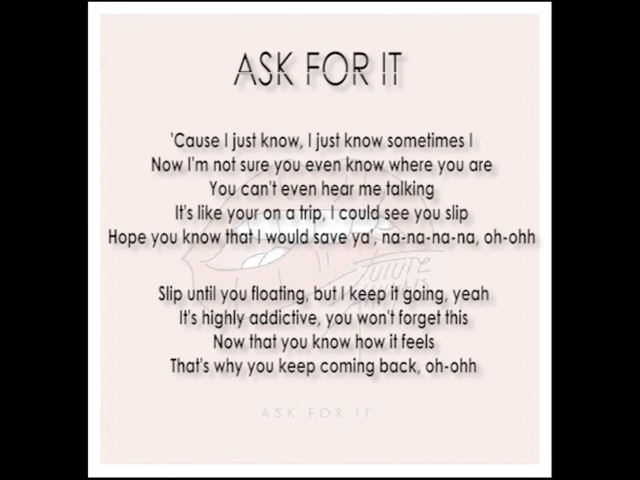 ASK FOR IT
'Cause I just know, I just know sometimes I
Now I'm not sure you even know where you are
You can't even hear me talking
It's like your on a trip, I could see you slip
Hope you know that I would save ya', na-na-na-na, oh-ohh
FUTURE
Slip until you floating, but I keep it going, yeah
It's highly addictive, you won't forget this
Now that you know how it feels
That's why you keep coming back, oh-ohh
ASK FOR IT